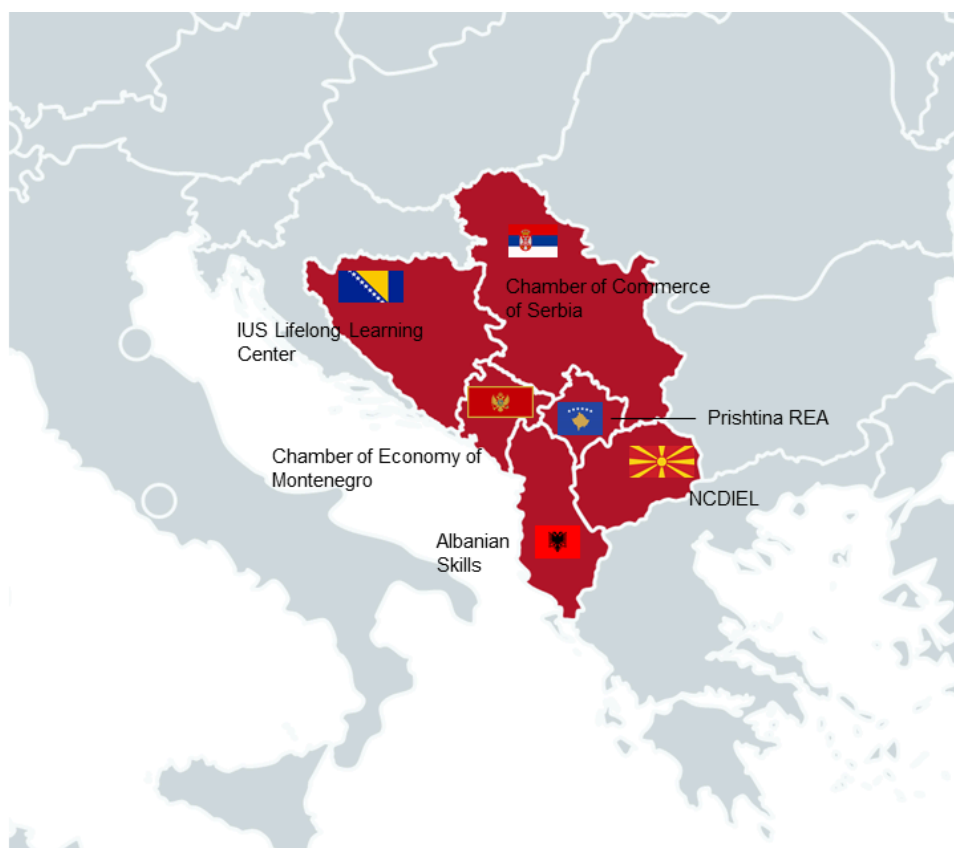 Chamber of Commerce
of Serbia
IUS Lifelong Learning
Center
Prishtina REA
Chamber of Economy of
Montenegro
NCDIEL
Albanian
Skills